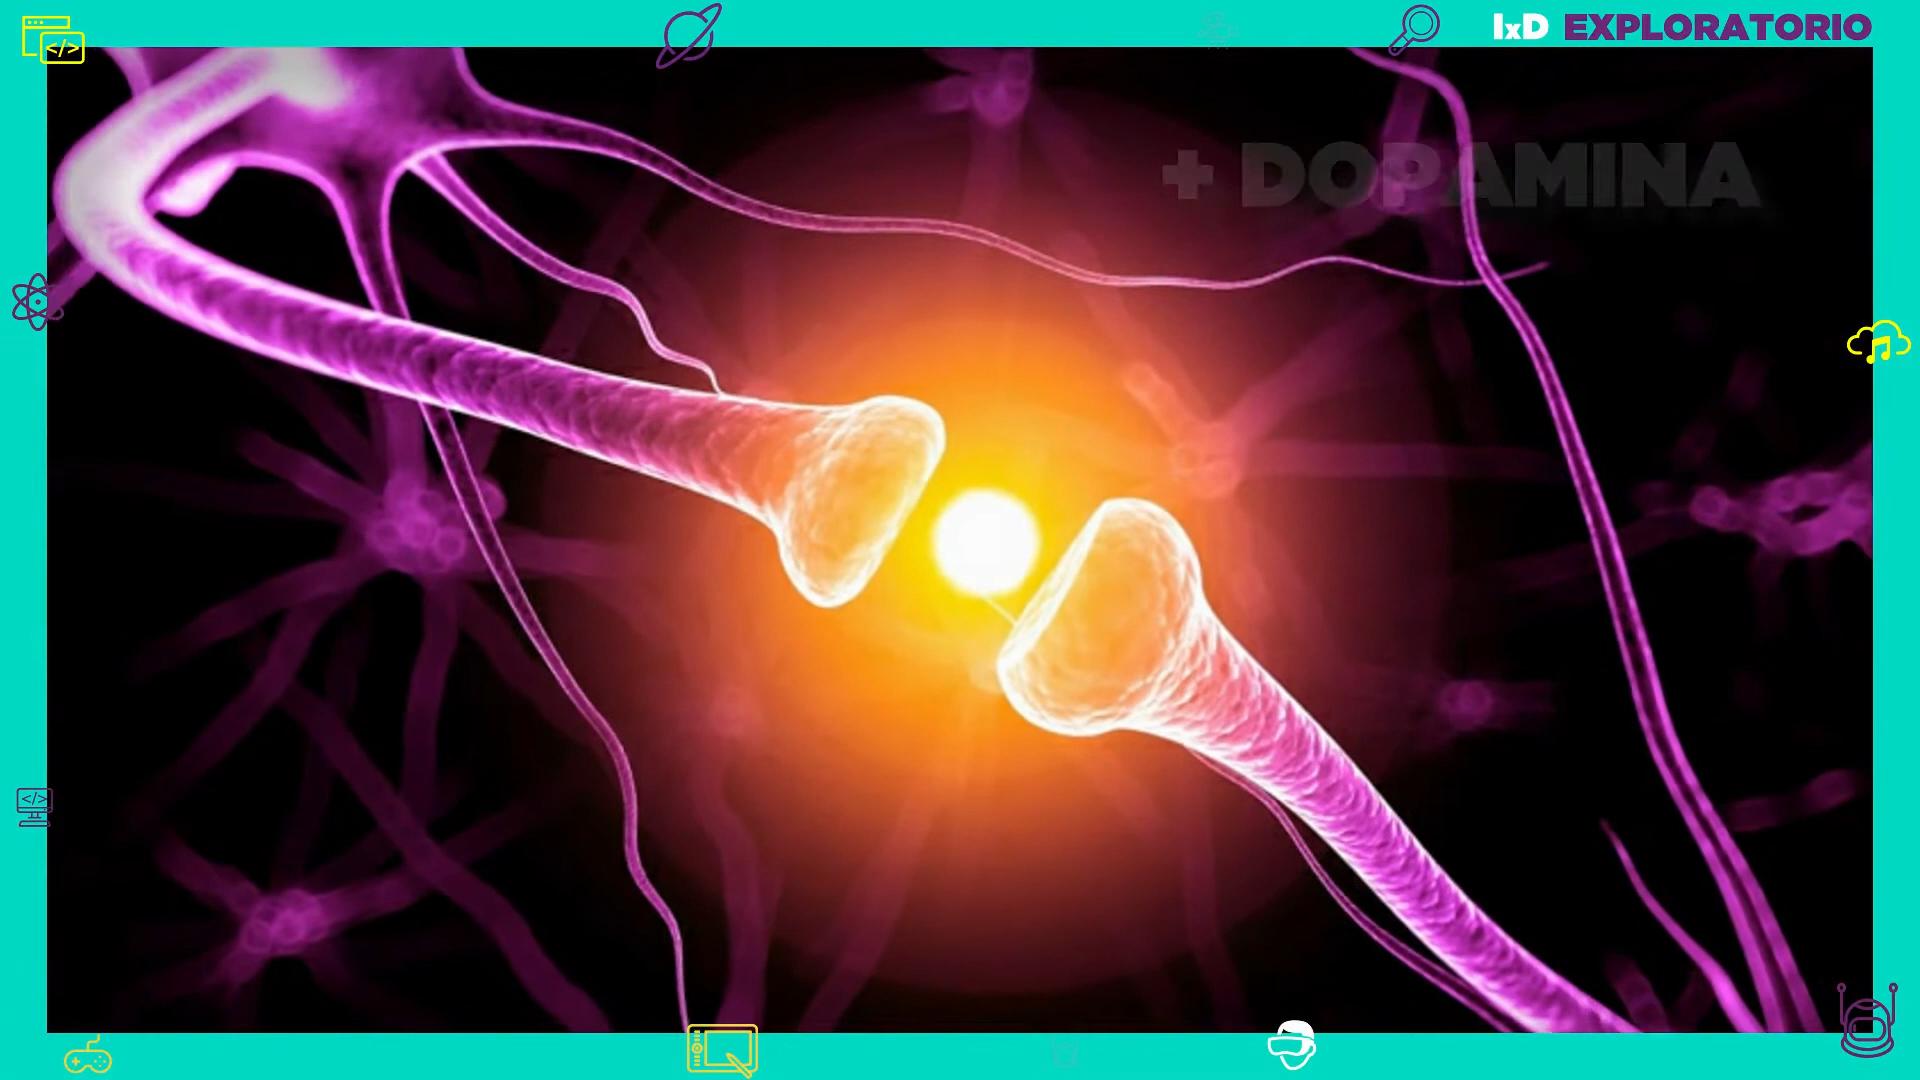 IxD EXPLORATORIO
+ DOPAMINA
</>
</>